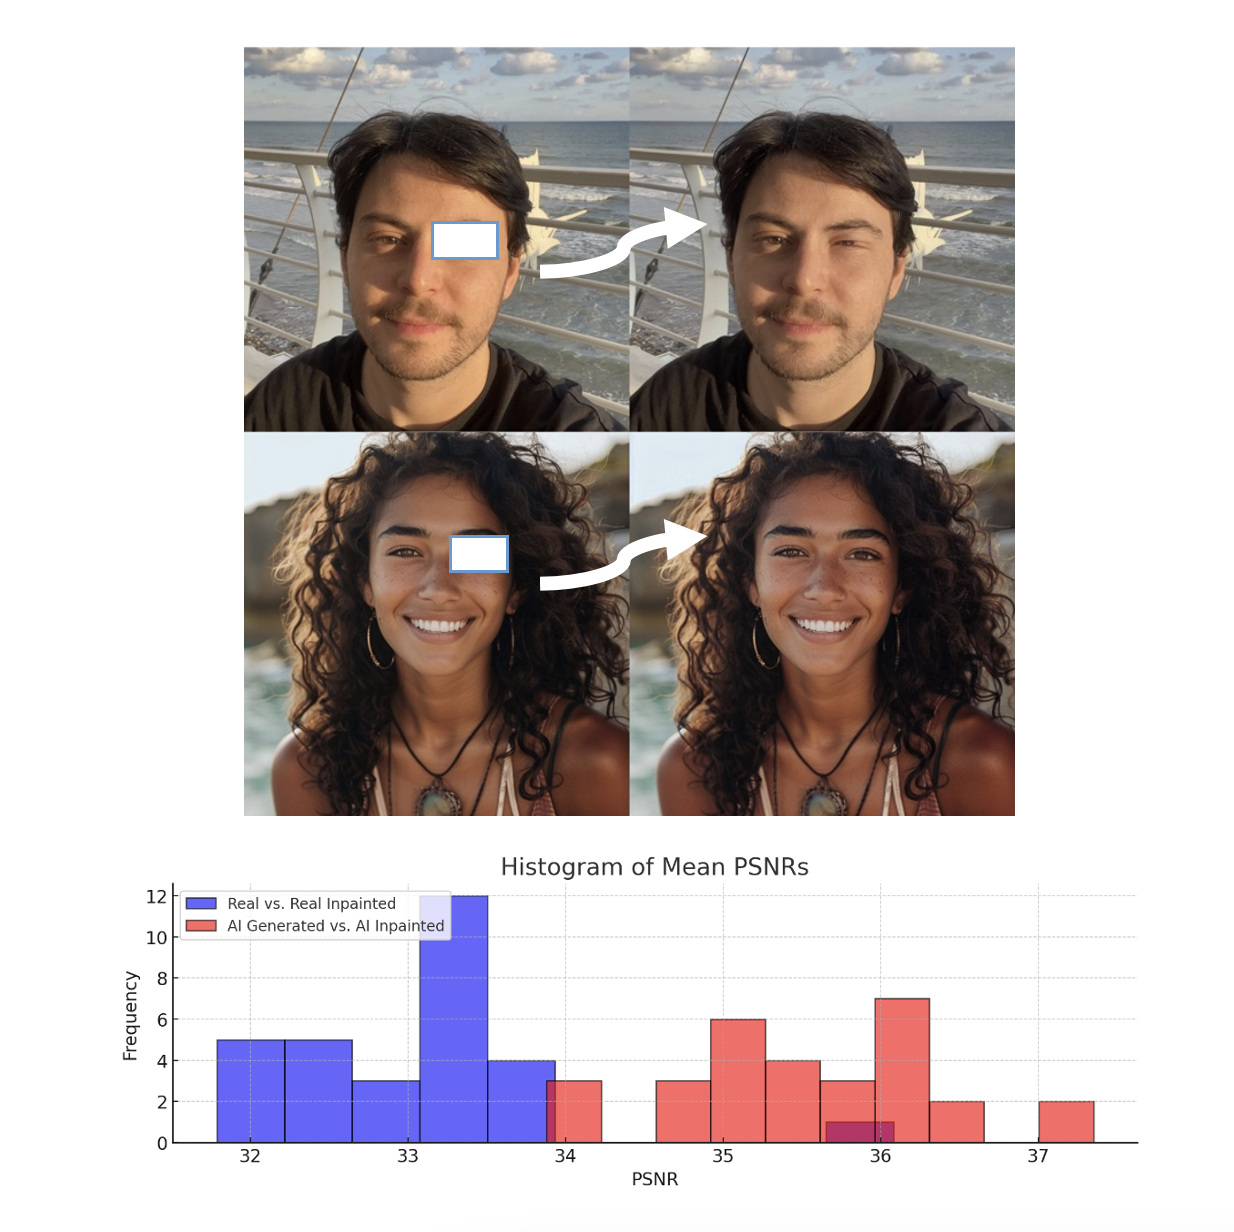 Histogram of Mean PSNRs
Real vs. Real Inpainted
AI Generated vs. AI Inpainted
Frequency
12
10
8
6
4
2
0
32 33 34 35 36 37
PSNR